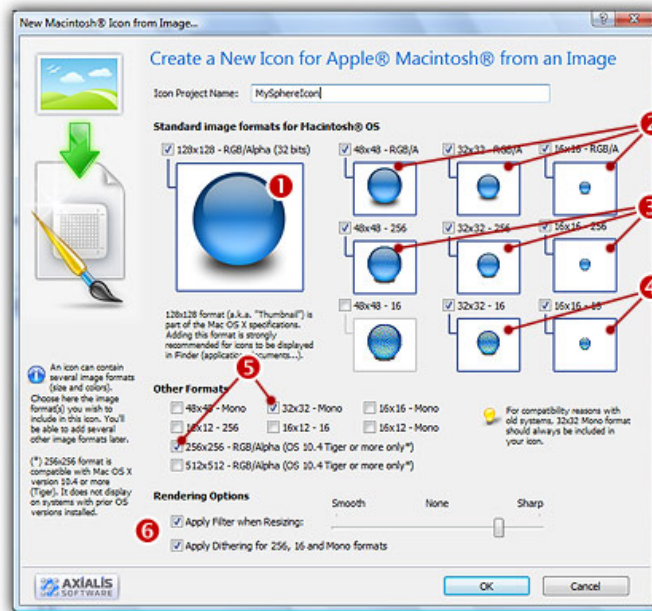 New Macintosh® Icon from Image...
Create a New Icon for Apple® Macintosh® from an Image
Icon Project Name: MySphereIcon
Standard image formats for Macintosh® OS
128x128 - RGB/Alpha (32 bits)
48x48 - RGB/A
32x32 - RGB/A
16x16 - RGB/A
1
2
48x48 - 256
32x32 - 256
16x16 - 256
3
48x48 - 16
32x32 - 16
16x16 - 16
4
128x128 format (a.k.a. "Thumbnail") is
part of the Mac OS X specifications.
Adding this format is strongly
recommended for icons to be displayed
in Finder (application, documents...).
An icon can contain
several image formats
(size and colors).
Choose here the image
format(s) you wish to
include in this icon. You'll
be able to add several
other image formats later.
(*) 256x256 format is
compatible with Mac OS X
version 10.4 or more
(Tiger). It does not display
on systems with prior OS
versions installed.
5
Other Formats
48x48 - Mono
32x32 - Mono
16x16 - Mono
16x12 - 256
16x12 - 16
16x12 - Mono
256x256 - RGB/Alpha (OS 10.4 Tiger or more only*)
512x512 - RGB/Alpha (OS 10.4 Tiger or more only*)
For compatibility reasons with
old systems, 32x32 Mono format
should always be included in
your icon.
Rendering Options
Smooth None Sharp
6
Apply Filter when Resizing:
Apply Dithering for 256, 16 and Mono formats
AXIALIS
SOFTWARE
OK
Cancel